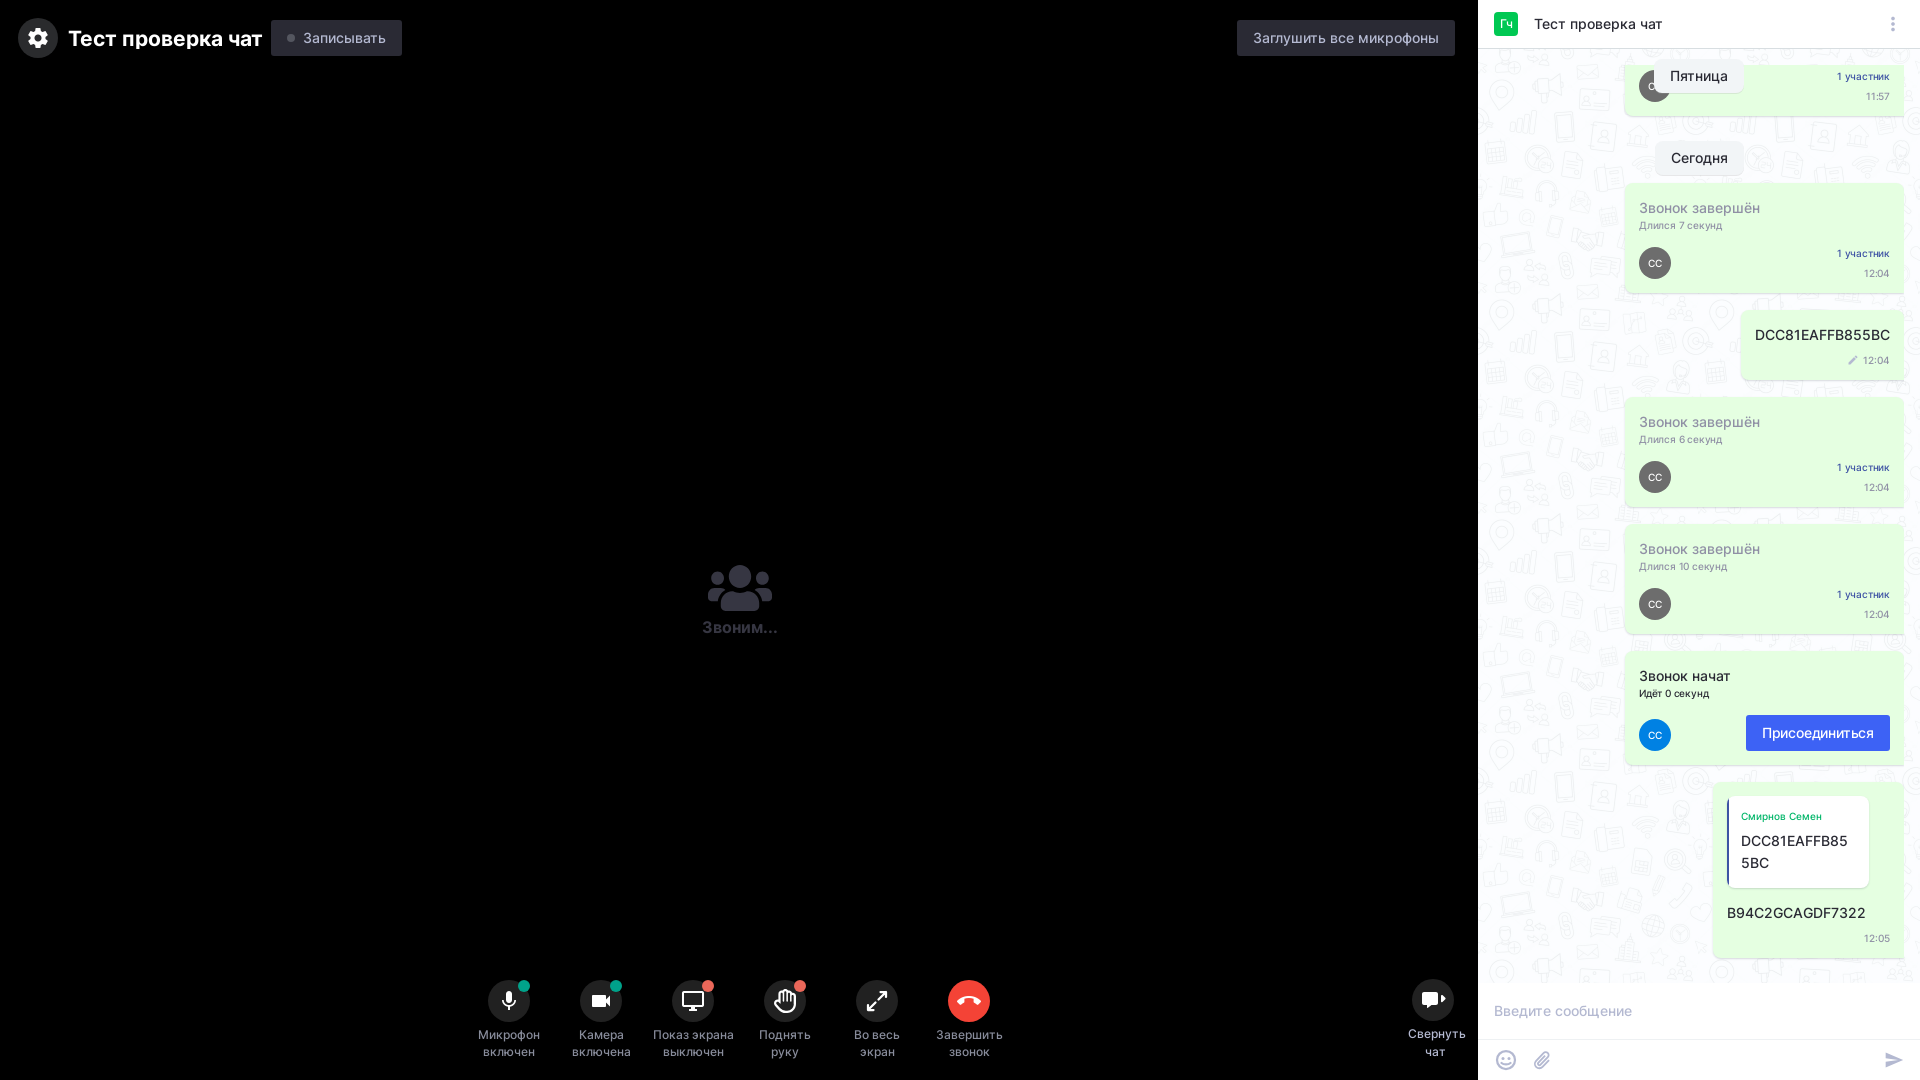 Тест проверка чат
Записывать
Заглушить все микрофоны
Звоним...
Микрофон
включен
Камера
включена
Показ экрана
выключен
Поднять
руку
Во весь
экран
Завершить
звонок
Свернуть
чат
Гч
Тест проверка чат
Пятница
1 участник
11:57
Сегодня
Звонок завершён
Длился 7 секунд
СС
1 участник
12:04
DCC81EAFFB855BC
12:04
Звонок завершён
Длился 6 секунд
СС
1 участник
12:04
Звонок завершён
Длился 10 секунд
СС
1 участник
12:04
Звонок начат
Идёт 0 секунд
СС
Присоединиться
Смирнов Семен
DCC81EAFFB85
5BC
B94C2GCAGDF7322
12:05
Введите сообщение